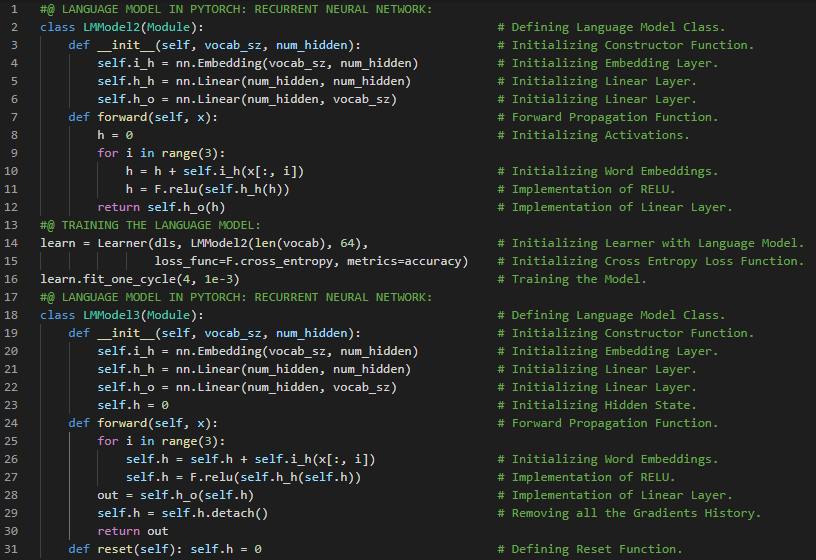 1 #@ LANGUAGE MODEL IN PYTORCH: RECURRENT NEURAL NETWORK:
2 class LMModel2(Module): # Defining Language Model Class.
3     def __init__(self, vocab_sz, num_hidden): # Initializing Constructor Function.
4         self.i_h = nn.Embedding(vocab_sz, num_hidden) # Initializing Embedding Layer.
5         self.h_h = nn.Linear(num_hidden, num_hidden) # Initializing Linear Layer.
6         self.h_o = nn.Linear(num_hidden, vocab_sz) # Initializing Linear Layer.
7     def forward(self, x): # Forward Propagation Function.
8         h = 0 # Initializing Activations.
9         for i in range(3):
10             h = h + self.i_h(x[:, i]) # Initializing Word Embeddings.
11             h = F.relu(self.h_h(h)) # Implementation of RELU.
12         return self.h_o(h) # Implementation of Linear Layer.
13 #@ TRAINING THE LANGUAGE MODEL:
14 learn = Learner(dls, LMModel2(len(vocab), 64), # Initializing Learner with Language Model.
15                 loss_func=F.cross_entropy, metrics=accuracy) # Initializing Cross Entropy Loss Function.
16 learn.fit_one_cycle(4, 1e-3) # Training the Model.
17 #@ LANGUAGE MODEL IN PYTORCH: RECURRENT NEURAL NETWORK:
18 class LMModel3(Module): # Defining Language Model Class.
19     def __init__(self, vocab_sz, num_hidden): # Initializing Constructor Function.
20         self.i_h = nn.Embedding(vocab_sz, num_hidden) # Initializing Embedding Layer.
21         self.h_h = nn.Linear(num_hidden, num_hidden) # Initializing Linear Layer.
22         self.h_o = nn.Linear(num_hidden, vocab_sz) # Initializing Linear Layer.
23         self.h = 0 # Initializing Hidden State.
24     def forward(self, x): # Forward Propagation Function.
25         for i in range(3):
26             self.h = self.h + self.i_h(x[:, i]) # Initializing Word Embeddings.
27             self.h = F.relu(self.h_h(self.h)) # Implementation of RELU.
28         out = self.h_o(self.h) # Implementation of Linear Layer.
29         self.h = self.h.detach() # Removing all the Gradients History.
30         return out
31     def reset(self): self.h = 0 # Defining Reset Function.